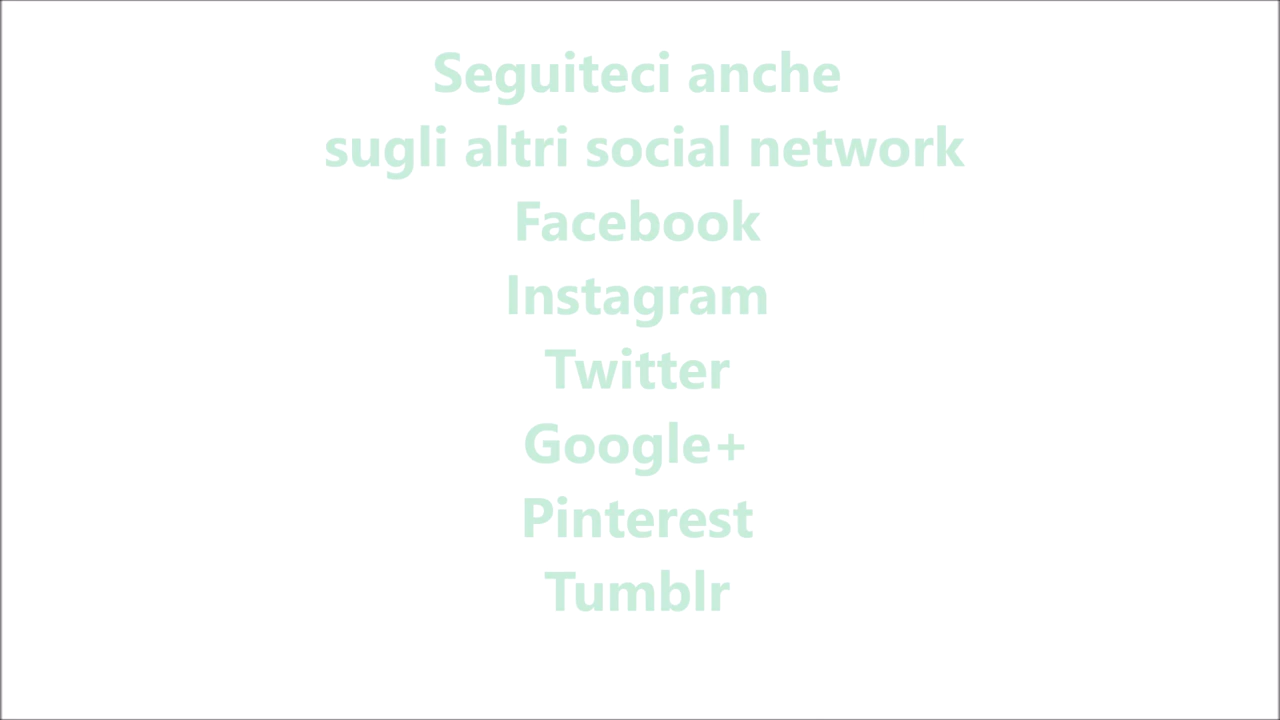 Seguiteci anche
sugli altri social network
Facebook
Instagram
Twitter
Google+
Pinterest
Tumblr